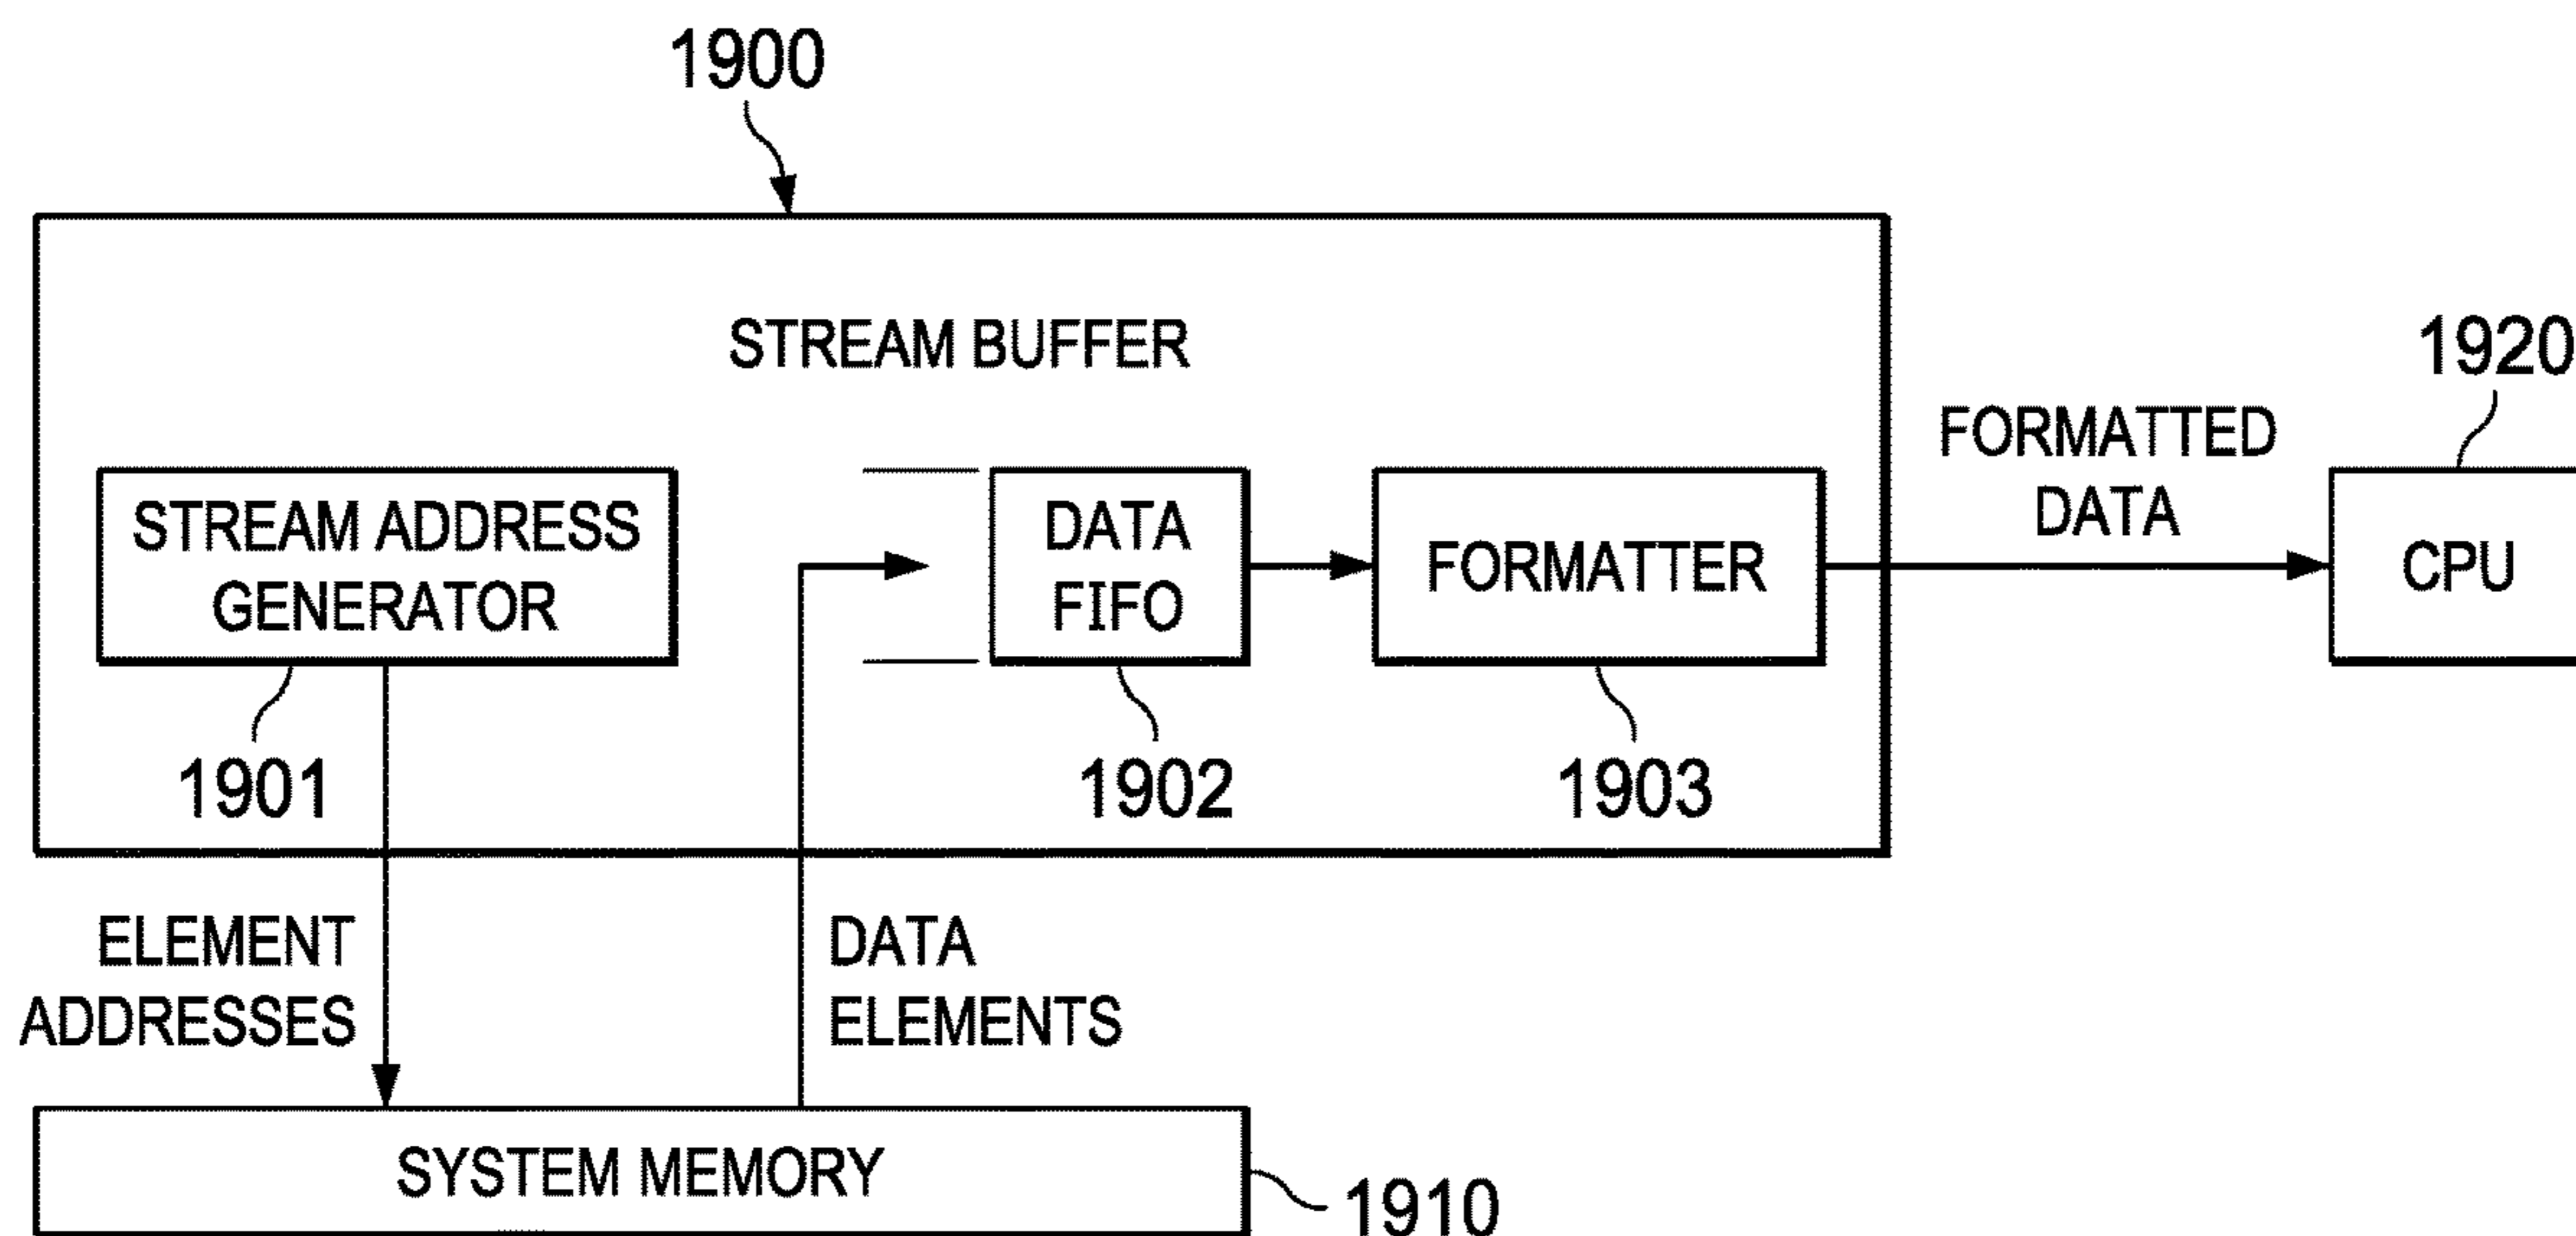 1900
STREAM BUFFER
1920
FORMATTED
DATA
STREAM ADDRESS
GENERATOR
DATA
FIFO
FORMATTER
CPU
1901
1902
1903
ELEMENT
ADDRESSES
DATA
ELEMENTS
SYSTEM MEMORY
1910